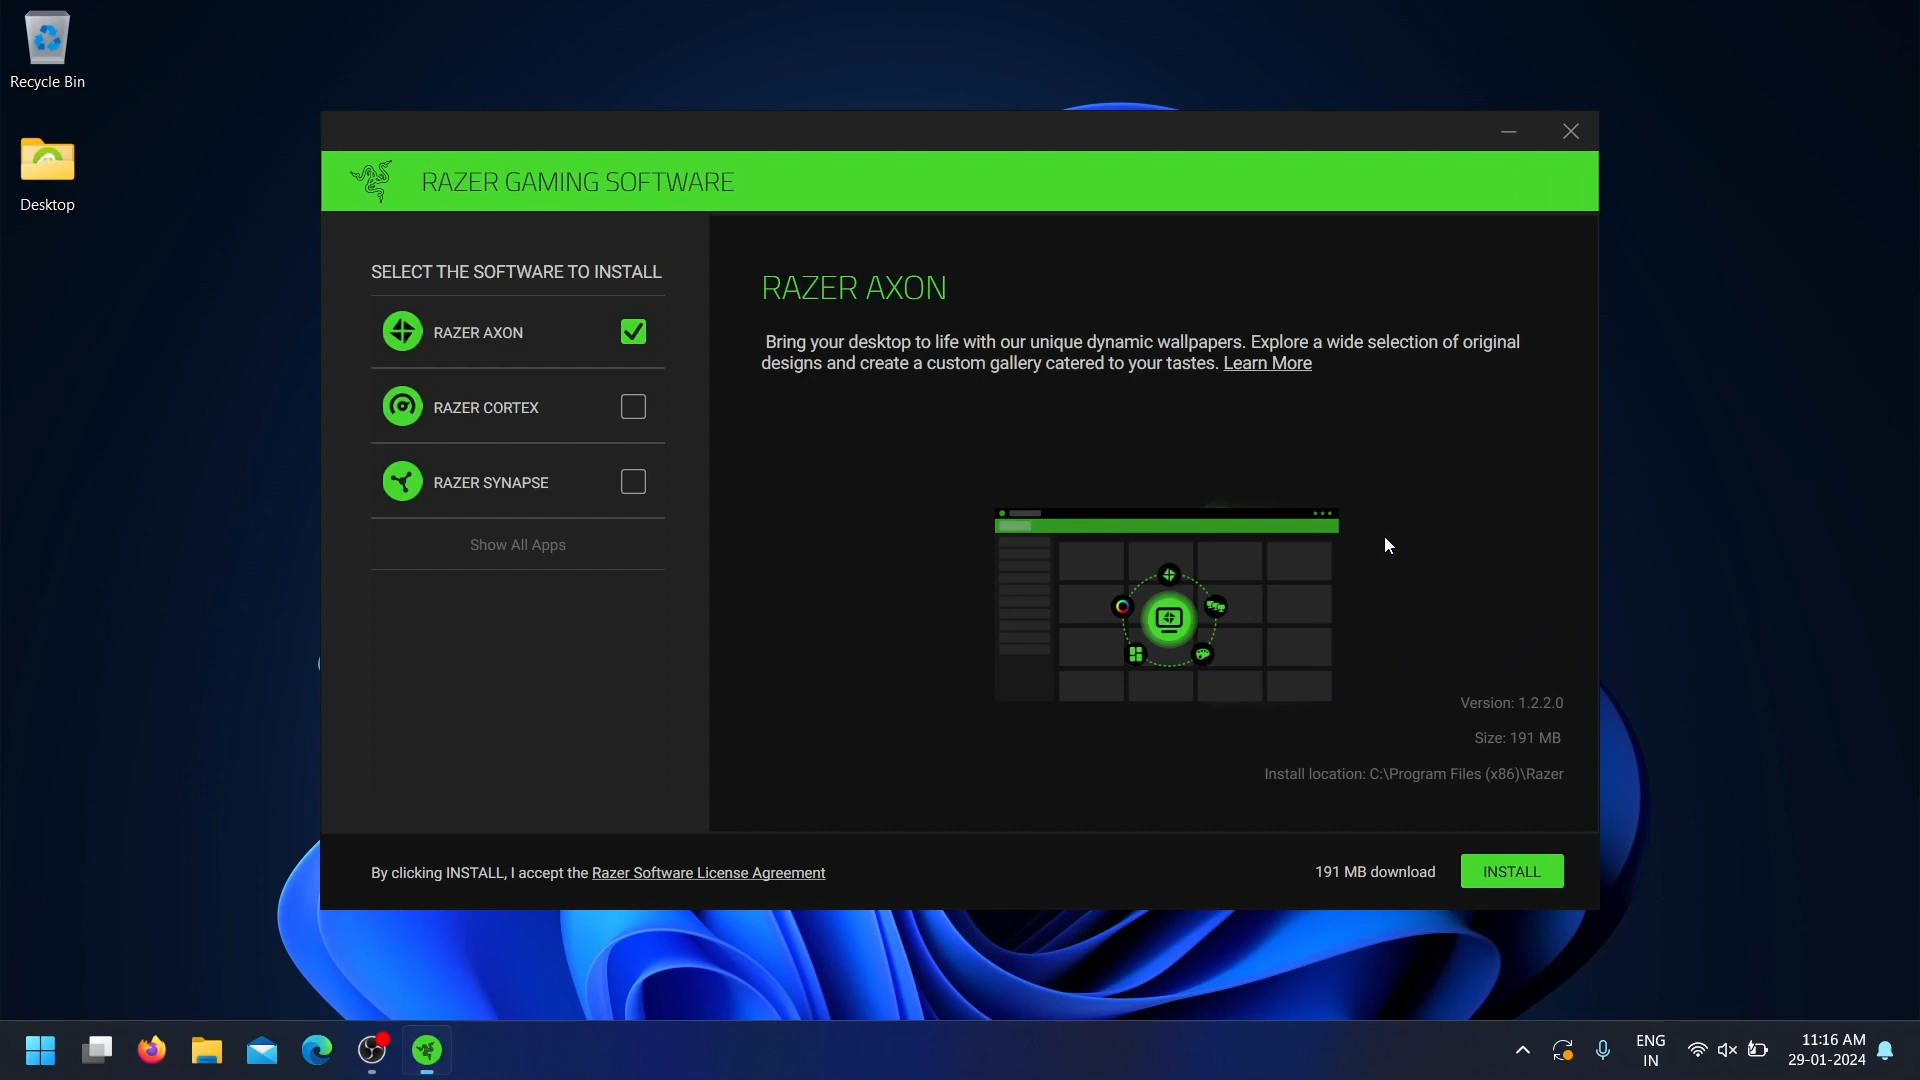 Recycle Bin
Desktop
RAZER GAMING SOFTWARE
SELECT THE SOFTWARE TO INSTALL
RAZER AXON
RAZER CORTEX
RAZER SYNAPSE
Show All Apps
RAZER AXON
Bring your desktop to life with our unique dynamic wallpapers. Explore a wide selection of original
designs and create a custom gallery catered to your tastes. Learn More
Version: 1.2.2.0
Size: 191 MB
Install location: C:\Program Files (x86)\Razer
By clicking INSTALL, I accept the Razer Software License Agreement
191 MB download
INSTALL
ENG
IN
11:16 AM
29-01-2024